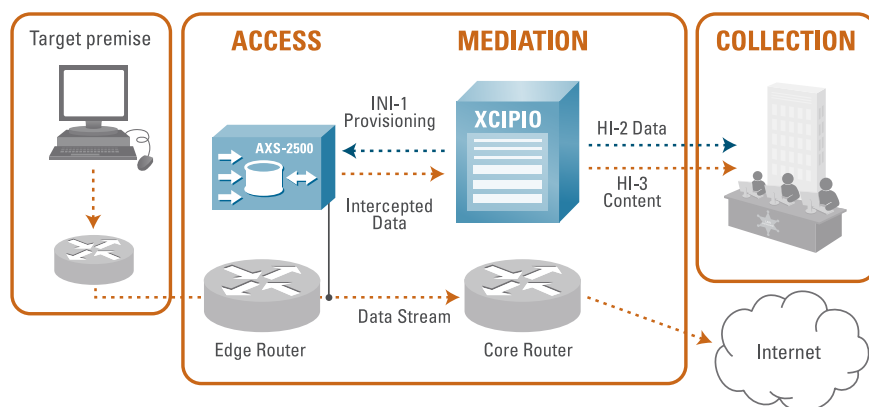 Target premise
ACCESS
MEDIATION
COLLECTION
INI-1
Provisioning
XCIPIO
AXS-2500
HI-2 Data
HI-3
Content
Intercepted
Data
Data Stream
Edge Router
Core Router
Internet